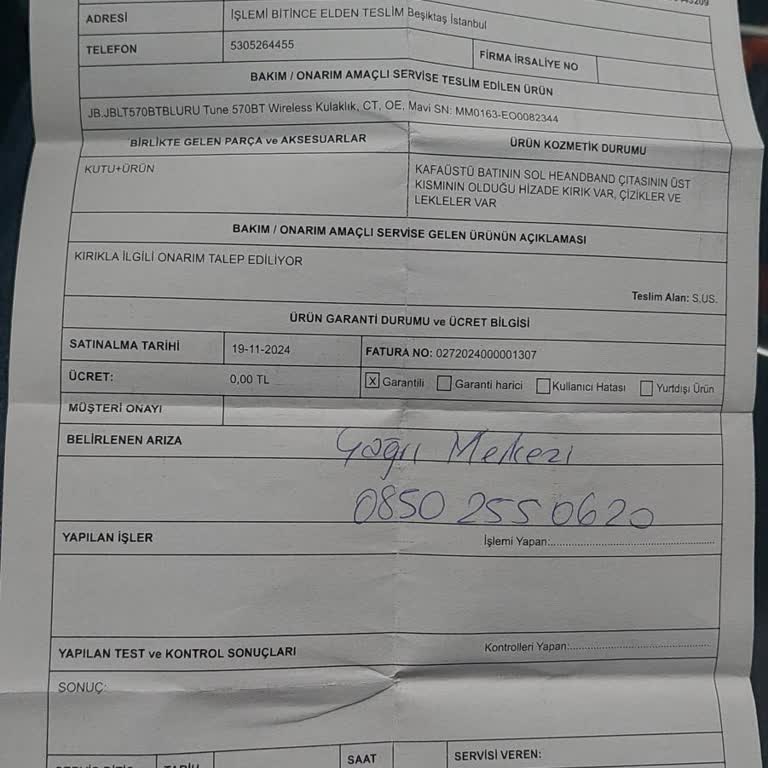 ADRESİ
İŞLEMİ BİTİNCE ELDEN TESLİM Beşiktaş İstanbul
TELEFON
5305264455
FİRMA İRSALİYE NO
BAKIM / ONARIM AMAÇLI SERVİSE TESLİM EDİLEN ÜRÜN
JB.JBLT570BTBLURU Tune 570BT Wireless Kulaklık, CT, OE, Mavi SN: MM0163-EO0082344
BİRLİKTE GELEN PARÇA ve AKSESUARLAR
ÜRÜN KOZMETİK DURUMU
KUTU+ÜRÜN
KAFAÜSTÜ BATININ SOL HEANDBAND ÇITASININ ÜST
KISMININ OLDUĞU HİZADE KIRIK VAR, ÇİZİKLER VE
LEKLELER VAR
BAKIM / ONARIM AMAÇLI SERVİSE GELEN ÜRÜNÜN AÇIKLAMASI
KIRIKLA İLGİLİ ONARIM TALEP EDİLİYOR
Teslim Alan: S.US.
ÜRÜN GARANTİ DURUMU ve ÜCRET BİLGİSİ
SATINALMA TARİHİ
19-11-2024
FATURA NO: 0272024000001307
ÜCRET:
0,00 TL
X Garantili
Garanti harici
Kullanıcı Hatası
Yurtdışı Ürün
MÜŞTERİ ONAYI
BELİRLENEN ARIZA
Çağrı Merkezi
0850 255 0620
YAPILAN İŞLER
İşlemi Yapan:
YAPILAN TEST ve KONTROL SONUÇLARI
Kontrolleri Yapan:
SONUÇ:
SAAT
SERVİSİ VEREN: